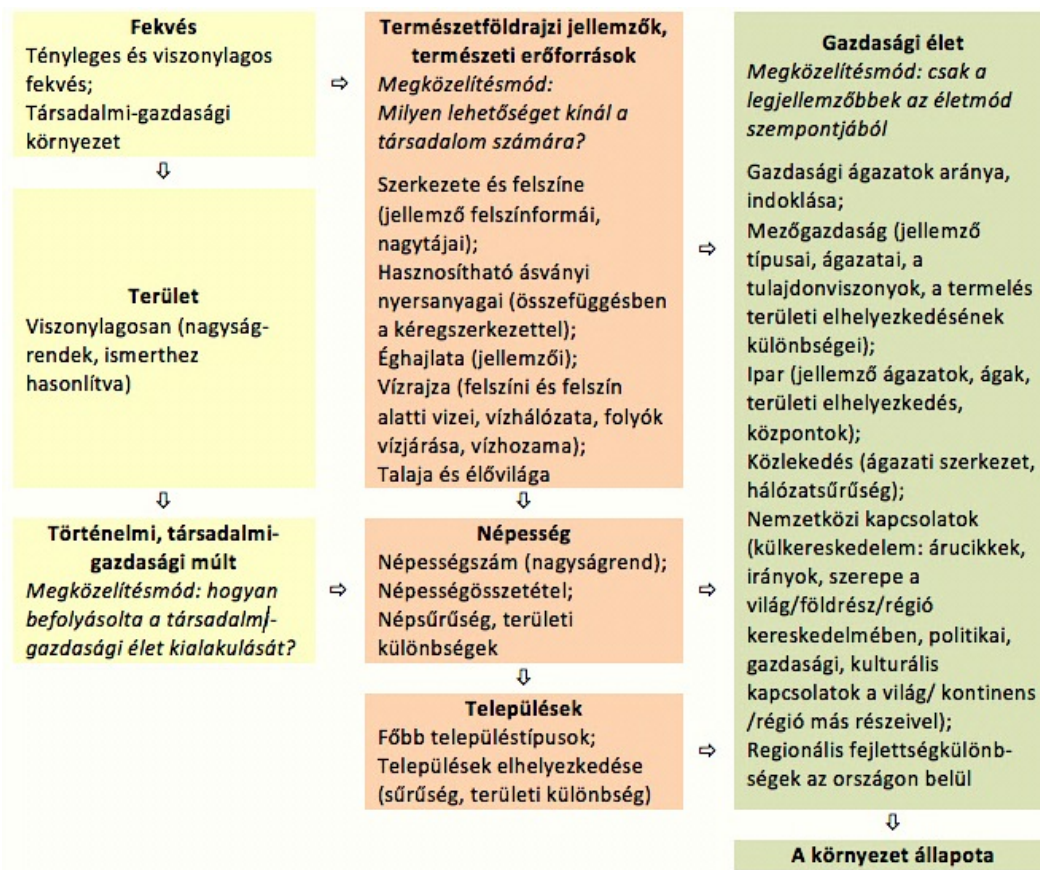 Fekvés
Tényleges és viszonylagos
fekvés;
Társadalmi-gazdasági
környezet
⇩
Terület
Viszonylagosan (nagyság-
rendek, ismerthez
hasonlítva)
⇩
Történelmi, társadalmi-
gazdasági múlt
Megközelítésmód: hogyan
befolyásolta a társadalmi-
gazdasági élet kialakulását?
⇨
Természetföldrajzi jellemzők,
természeti erőforrások
Megközelítésmód:
Milyen lehetőséget kínál a
társadalom számára?
Szerkezete és felszíne
(jellemző felszínformái,
nagytájai);
Hasznosítható ásványi
nyersanyagai (összefüggésben
a kéregszerkezettel);
Éghajlata (jellemzői);
Vízrajza (felszíni és felszín
alatti vizei, vízhálózata, folyók
vízjárása, vízhozama);
Talaja és élővilága
⇩
⇨
Népesség
Népességszám (nagyságrend);
Népességösszetétel;
Népsűrűség, területi
különbségek
⇩
Települések
Főbb településtípusok;
Települések elhelyezkedése
(sűrűség, területi különbség)
⇨
⇨
⇨
Gazdasági élet
Megközelítésmód: csak a
legjellemzőbbek az életmód
szempontjából
Gazdasági ágazatok aránya,
indoklása;
Mezőgazdaság (jellemző
típusai, ágazatai, a
tulajdonviszonyok, a termelés
területi elhelyezkedésének
különbségei);
Ipar (jellemző ágazatok, ágak,
területi elhelyezkedés,
központok);
Közlekedés (ágazati szerkezet,
hálózatsűrűség);
Nemzetközi kapcsolatok
(külkereskedelem: árucikkek,
irányok, szerepe a
világ/földrész/régió
kereskedelmében, politikai,
gazdasági, kulturális
kapcsolatok a világ/ kontinens
/régió más részeivel);
Regionális fejlettségkülönb-
ségek az országon belül
⇩
A környezet állapota